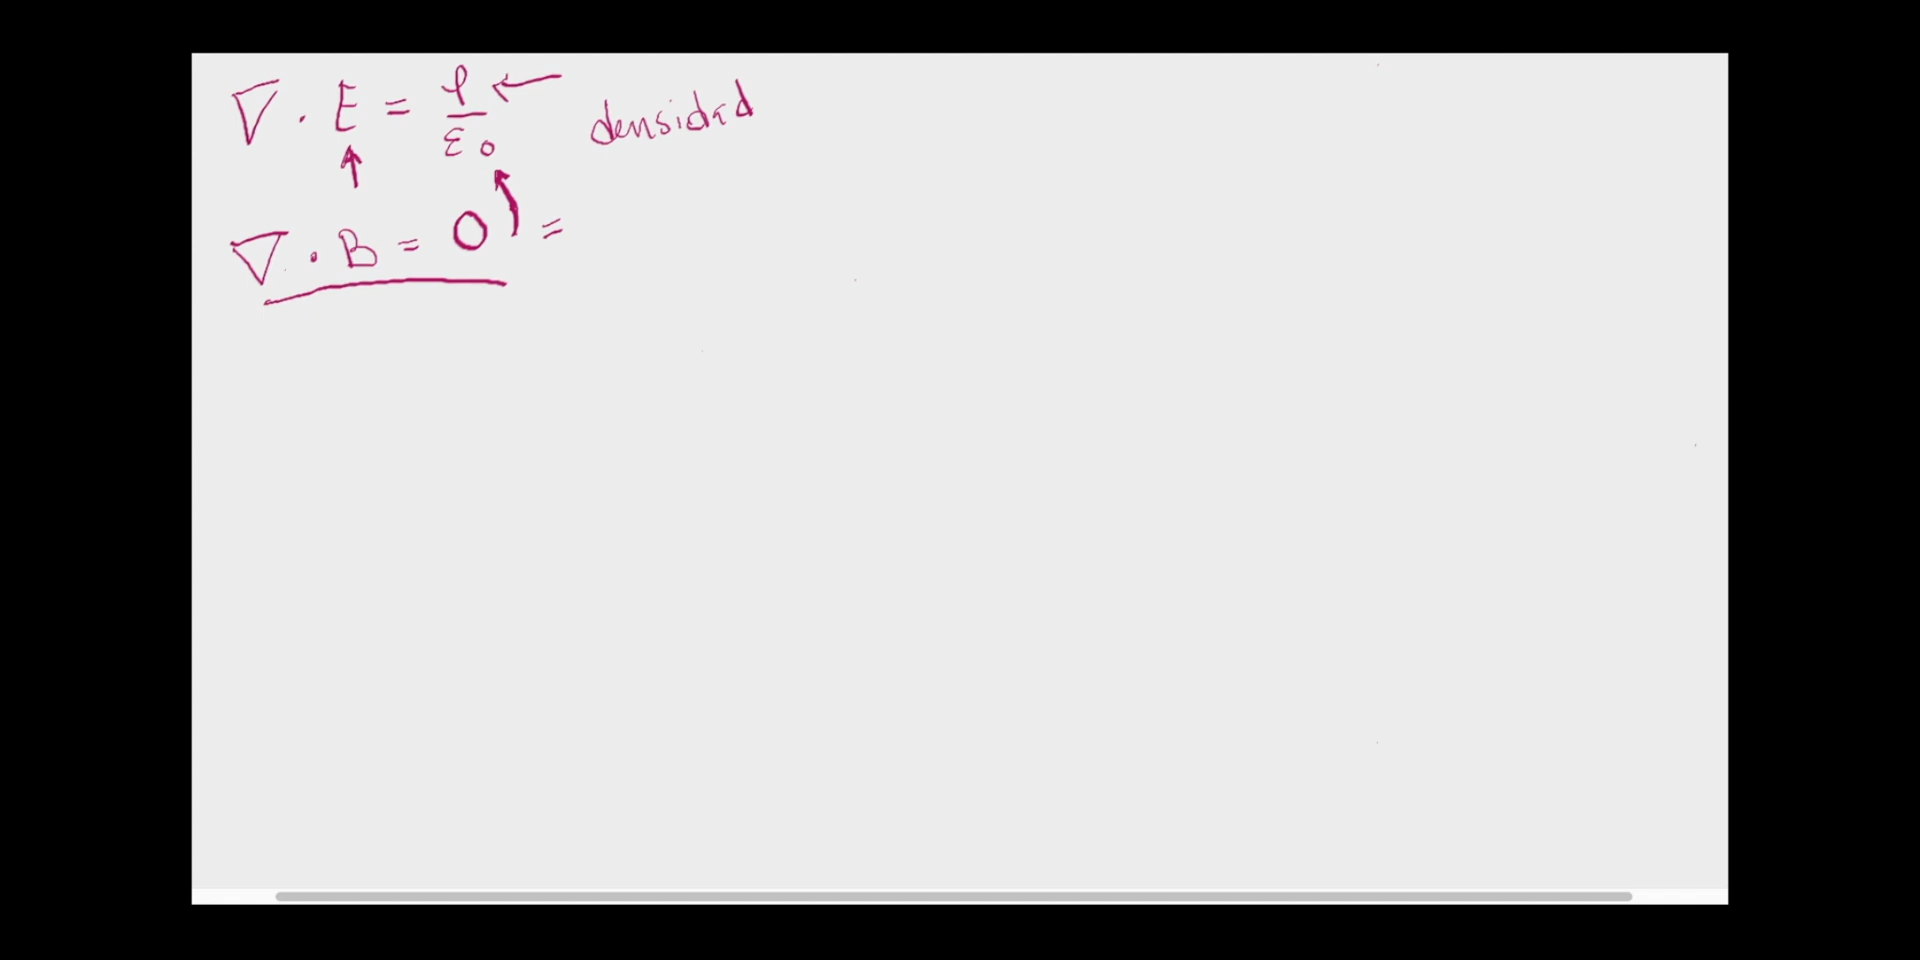 ∇ · E = ρ/ε₀ ← densidad
∇ · B = 0 =